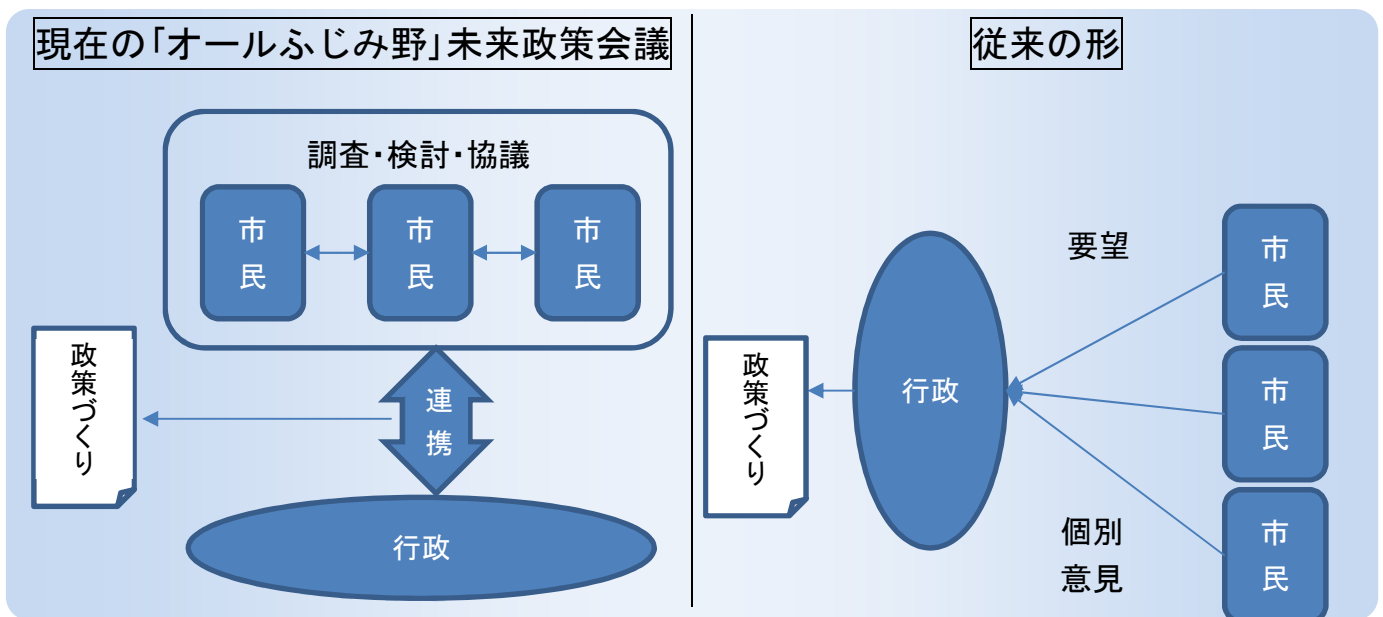 現在の「オールふじみ野」未来政策会議
調査・検討・協議
市民
市民
市民
政策づくり
連携
行政
従来の形
要望
市民
政策づくり
行政
市民
個別
意見
市民